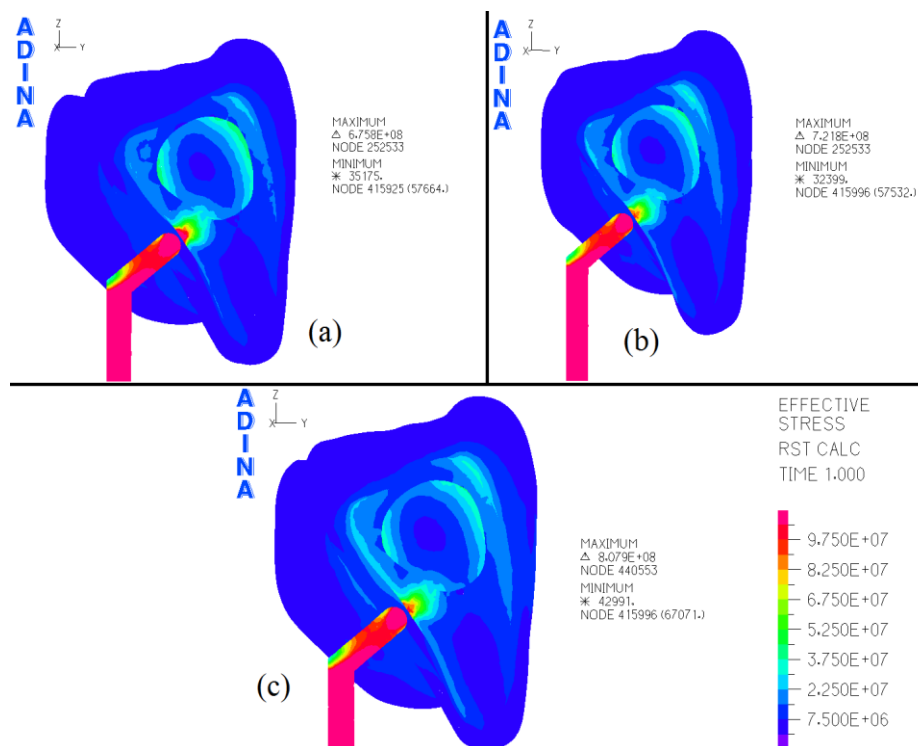 ADINA
Z
X Y
MAXIMUM
Δ 6.758E+08
NODE 252533
MINIMUM
* 35175.
NODE 415925 (57664.)
(a)
ADINA
Z
X Y
MAXIMUM
Δ 7.218E+08
NODE 252533
MINIMUM
* 32399.
NODE 415996 (57532.)
(b)
ADINA
Z
X Y
MAXIMUM
Δ 8.079E+08
NODE 440553
MINIMUM
* 42991.
NODE 415996 (67071.)
(c)
EFFECTIVE
STRESS
RST CALC
TIME 1.000
9.750E+07
8.250E+07
6.750E+07
5.250E+07
3.750E+07
2.250E+07
7.500E+06